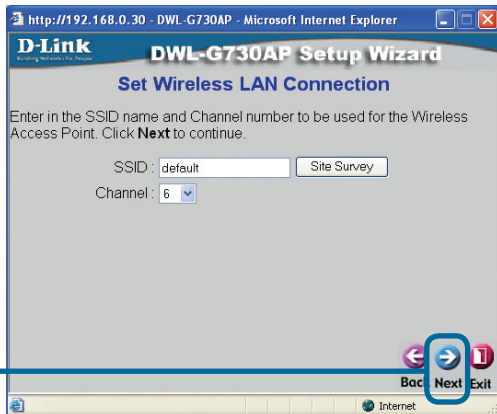 http://192.168.0.30 - DWL-G730AP - Microsoft Internet Explorer
D-Link
Building Networks for People
DWL-G730AP Setup Wizard
Set Wireless LAN Connection
Enter in the SSID name and Channel number to be used for the Wireless
Access Point. Click Next to continue.
SSID : default Site Survey
Channel : 6
Back Next Exit
Internet